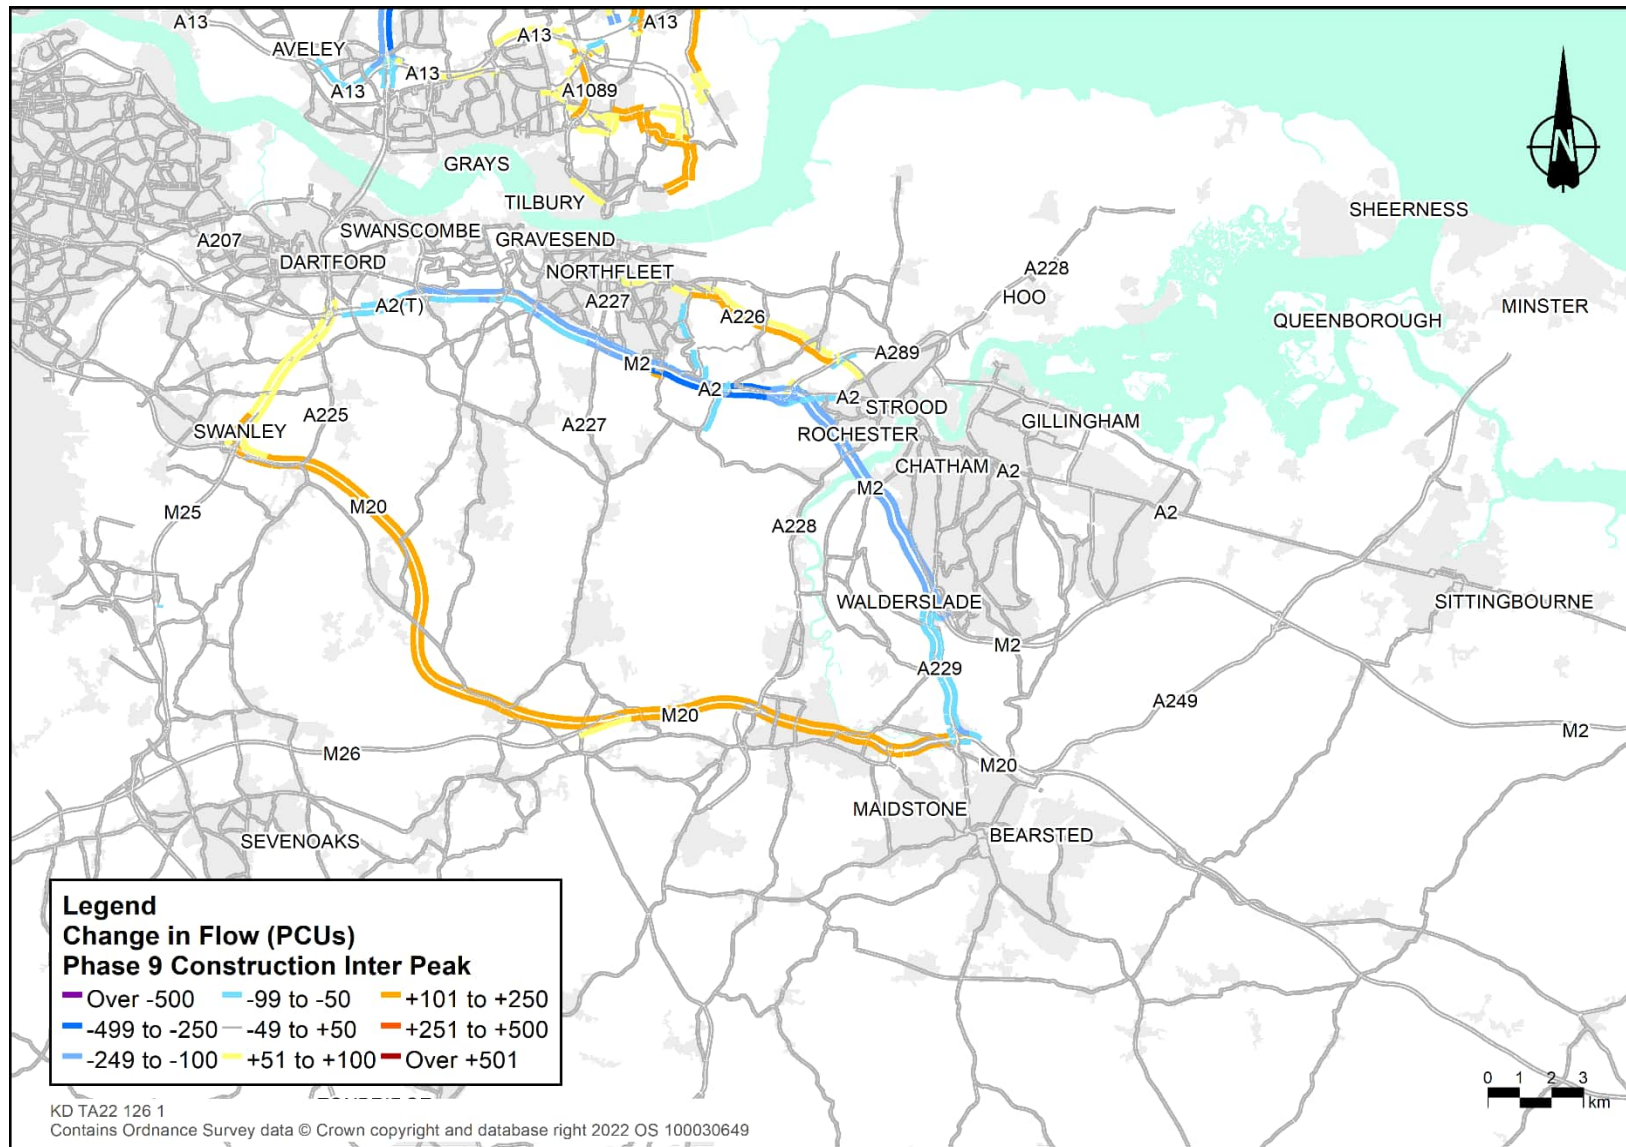 A13
A13
A13
AVELEY
A13
A13
A1089
GRAYS
TILBURY
SHEERNESS
SWANSCOMBE
A207
GRAVESEND
DARTFORD
NORTHFLEET
A228
HOO
MINSTER
A2(T)
A227
A226
QUEENBOROUGH
M2
A289
A2
A2
STROOD
A225
SWANLEY
A227
ROCHESTER
GILLINGHAM
CHATHAM
A2
M2
M20
M25
A228
A2
WALDERSLADE
SITTINGBOURNE
M2
A229
A249
M20
M2
M26
M20
MAIDSTONE
BEARSTED
SEVENOAKS
N
Legend
Change in Flow (PCUs)
Phase 9 Construction Inter Peak
Over -500 -99 to -50 +101 to +250
-499 to -250 -49 to +50 +251 to +500
-249 to -100 +51 to +100 Over +501
0 1 2 3
km
KD TA22 126 1
Contains Ordnance Survey data © Crown copyright and database right 2022 OS 100030649